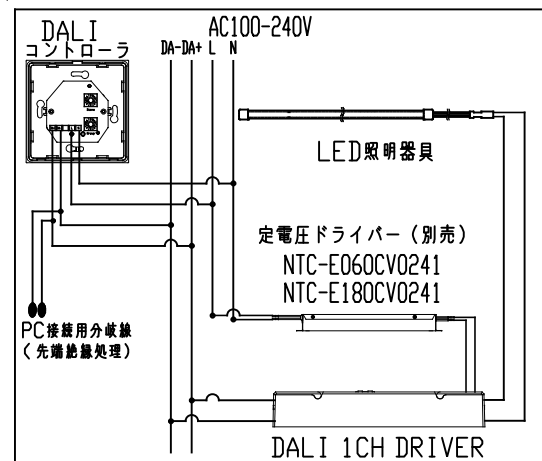 DALI
コントローラ
AC100-240V
DA-DA+ L N
LED照明器具
定電圧ドライバー（別売）
NTC-E060CV0241
NTC-E180CV0241
PC接続用分岐線
（先端絶縁処理）
DALI 1CH DRIVER